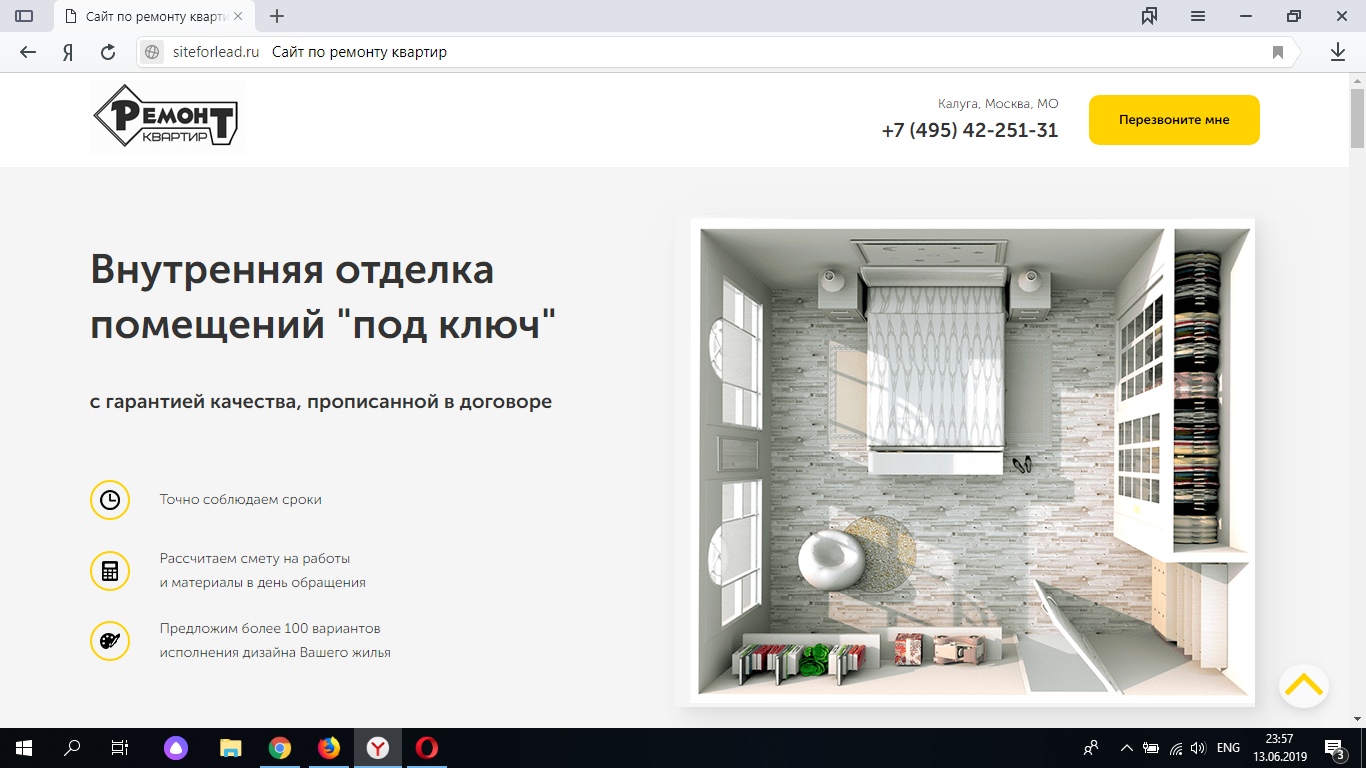 Сайт по ремонту кварти
siteforlead.ru Сайт по ремонту квартир
РЕМОНТ
КВАРТИР
Калуга, Москва, МО
+7 (495) 42-251-31
Перезвоните мне
Внутренняя отделка
помещений "под ключ"
с гарантией качества, прописанной в договоре
Точно соблюдаем сроки
Рассчитаем смету на работы
и материалы в день обращения
Предложим более 100 вариантов
исполнения дизайна Вашего жилья
ENG
23:57
13.06.2019
3